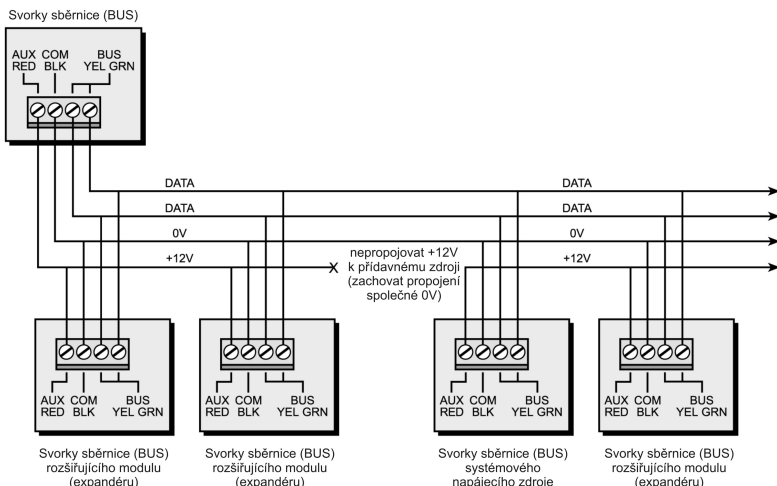 Svorky sběrnice (BUS)
AUX COM BUS
RED BLK YEL GRN
DATA DATA
DATA DATA
0V 0V
+12V +12V
nepropojovat +12V
k přídavnému zdroji
(zachovat propojení
společné 0V)
X
AUX COM BUS
RED BLK YEL GRN
AUX COM BUS
RED BLK YEL GRN
AUX COM BUS
RED BLK YEL GRN
AUX COM BUS
RED BLK YEL GRN
Svorky sběrnice (BUS)
rozšiřujícího modulu
(expandéru)
Svorky sběrnice (BUS)
rozšiřujícího modulu
(expandéru)
Svorky sběrnice (BUS)
systémového
napájecího zdroje
Svorky sběrnice (BUS)
rozšiřujícího modulu
(expandéru)